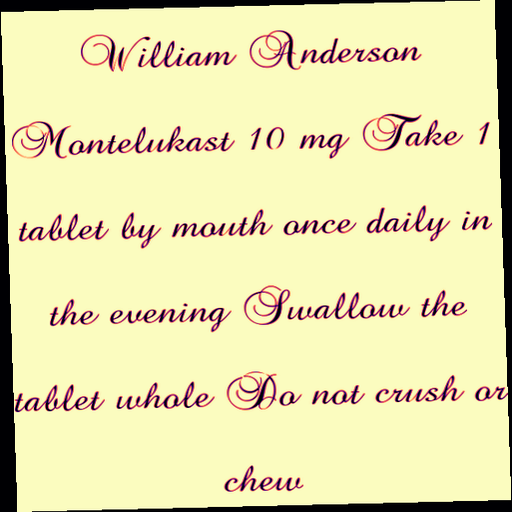 William Anderson
Montelukast 10 mg Take 1
tablet by mouth once daily in
the evening Swallow the
tablet whole Do not crush or
chew